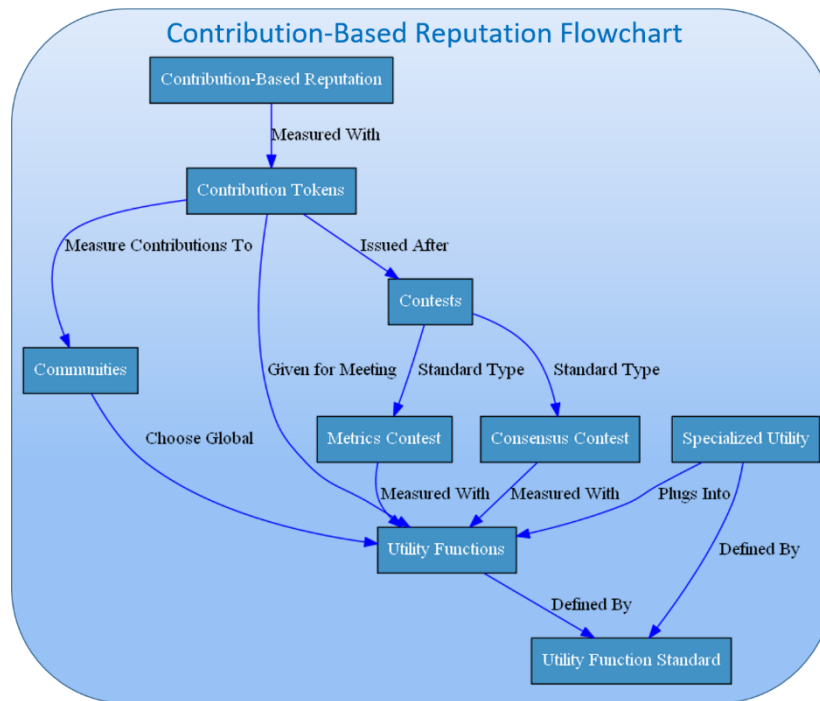 Contribution-Based Reputation Flowchart
Contribution-Based Reputation
Measured With
Contribution Tokens
Measure Contributions To
Issued After
Contests
Communities
Given for Meeting
Standard Type
Standard Type
Choose Global
Metrics Contest
Consensus Contest
Specialized Utility
Measured With
Measured With
Plugs Into
Utility Functions
Defined By
Defined By
Utility Function Standard